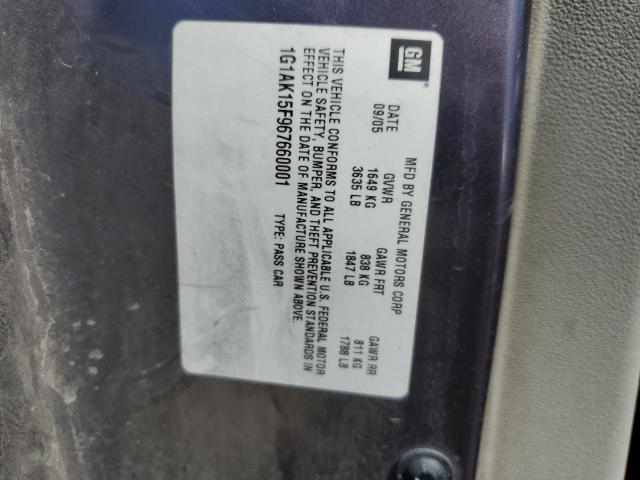 GM®
MFD BY GENERAL MOTORS CORP
DATE GVWR GAWR FRT GAWR RR
09/05 1649 KG 838 KG 811 KG
3635 LB 1847 LB 1788 LB
THIS VEHICLE CONFORMS TO ALL APPLICABLE U.S. FEDERAL MOTOR
VEHICLE SAFETY, BUMPER, AND THEFT PREVENTION STANDARDS IN
EFFECT ON THE DATE OF MANUFACTURE SHOWN ABOVE.
1G1AK15F967660001 TYPE: PASS CAR